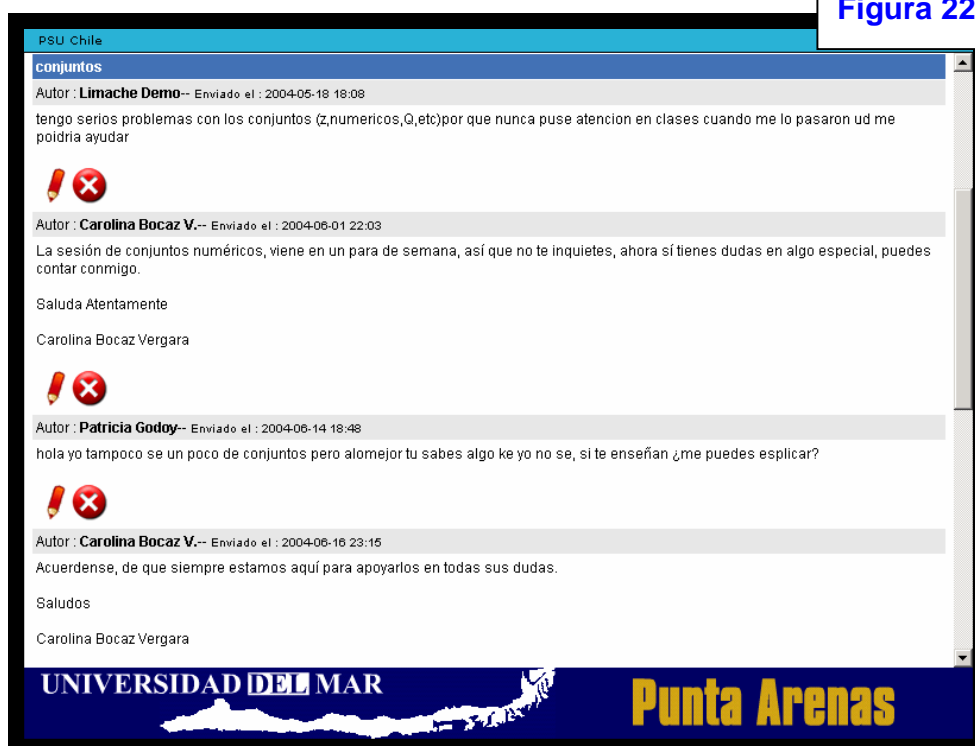 Figura 22
PSU Chile
conjuntos
Autor : Limache Demo-- Enviado el : 2004-05-18 18:08
tengo serios problemas con los conjuntos (z,numericos,Q,etc)por que nunca puse atencion en clases cuando me lo pasaron ud me
poidria ayudar
Autor : Carolina Bocaz V.-- Enviado el : 2004-06-01 22:03
La sesión de conjuntos numéricos, viene en un para de semana, así que no te inquietes, ahora sí tienes dudas en algo especial, puedes
contar conmigo.
Saluda Atentamente
Carolina Bocaz Vergara
Autor : Patricia Godoy-- Enviado el : 2004-06-14 18:48
hola yo tampoco se un poco de conjuntos pero alomejor tu sabes algo ke yo no se, si te enseñan ¿me puedes esplicar?
Autor : Carolina Bocaz V.-- Enviado el : 2004-06-16 23:15
Acuerdense, de que siempre estamos aquí para apoyarlos en todas sus dudas.
Saludos
Carolina Bocaz Vergara
UNIVERSIDAD DEL MAR
Punta Arenas